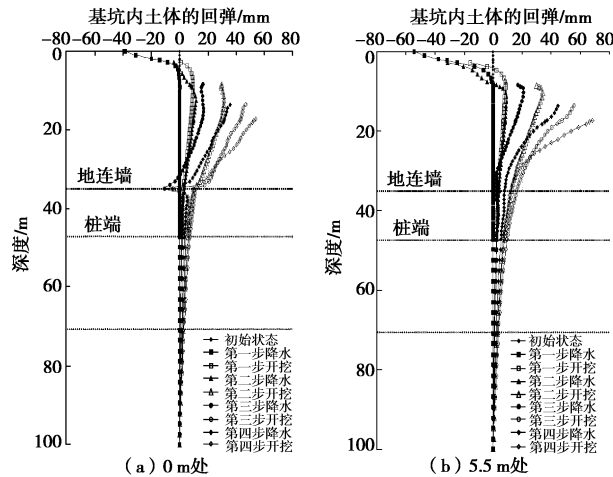 基坑内土体的回弹/mm
-80 -60 -40 -20 0 20 40 60 80
0
20
40
60
80
100
深度/m
地连墙
桩端
初始状态
第一步降水
第一步开挖
第二步降水
第二步开挖
第三步降水
第三步开挖
第四步降水
第四步开挖
(a)0 m处
基坑内土体的回弹/mm
-80 -60 -40 -20 0 20 40 60 80
0
20
40
60
80
100
深度/m
地连墙
桩端
初始状态
第一步降水
第一步开挖
第二步降水
第二步开挖
第三步降水
第三步开挖
第四步降水
第四步开挖
(b)5.5 m处